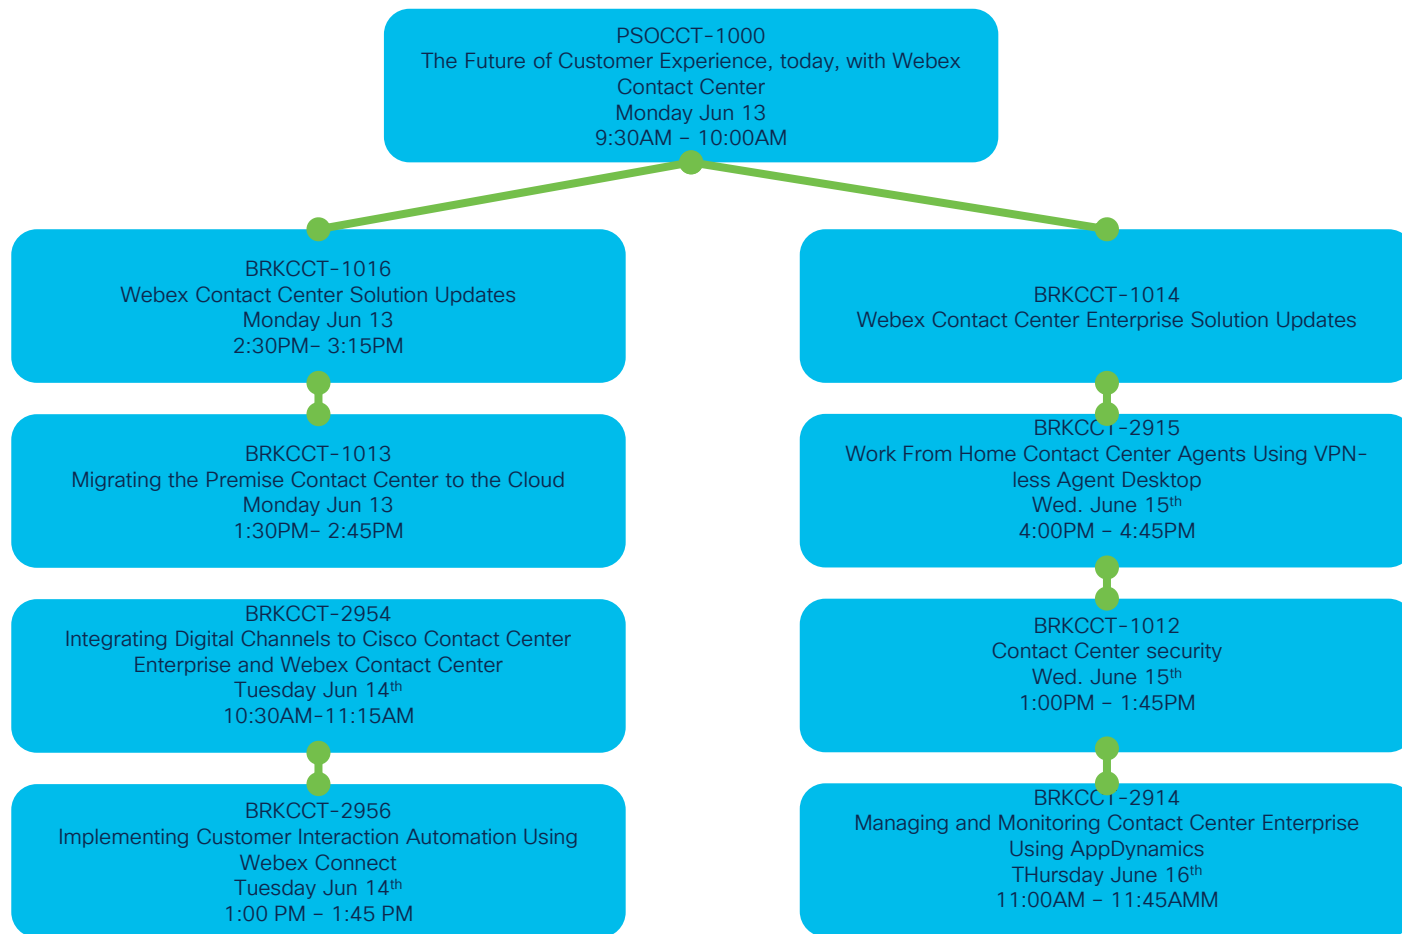 PSOCCT-1000
The Future of Customer Experience, today, with Webex
Contact Center
Monday Jun 13
9:30AM – 10:00AM
BRKCCT-1016
Webex Contact Center Solution Updates
Monday Jun 13
2:30PM– 3:15PM
BRKCCT-1013
Migrating the Premise Contact Center to the Cloud
Monday Jun 13
1:30PM– 2:45PM
BRKCCT-2954
Integrating Digital Channels to Cisco Contact Center
Enterprise and Webex Contact Center
Tuesday Jun 14th
10:30AM-11:15AM
BRKCCT-2956
Implementing Customer Interaction Automation Using
Webex Connect
Tuesday Jun 14th
1:00 PM – 1:45 PM
BRKCCT-1014
Webex Contact Center Enterprise Solution Updates
BRKCCT-2915
Work From Home Contact Center Agents Using VPN-
less Agent Desktop
Wed. June 15th
4:00PM – 4:45PM
BRKCCT-1012
Contact Center security
Wed. June 15th
1:00PM – 1:45PM
BRKCCT-2914
Managing and Monitoring Contact Center Enterprise
Using AppDynamics
THursday June 16th
11:00AM – 11:45AMM